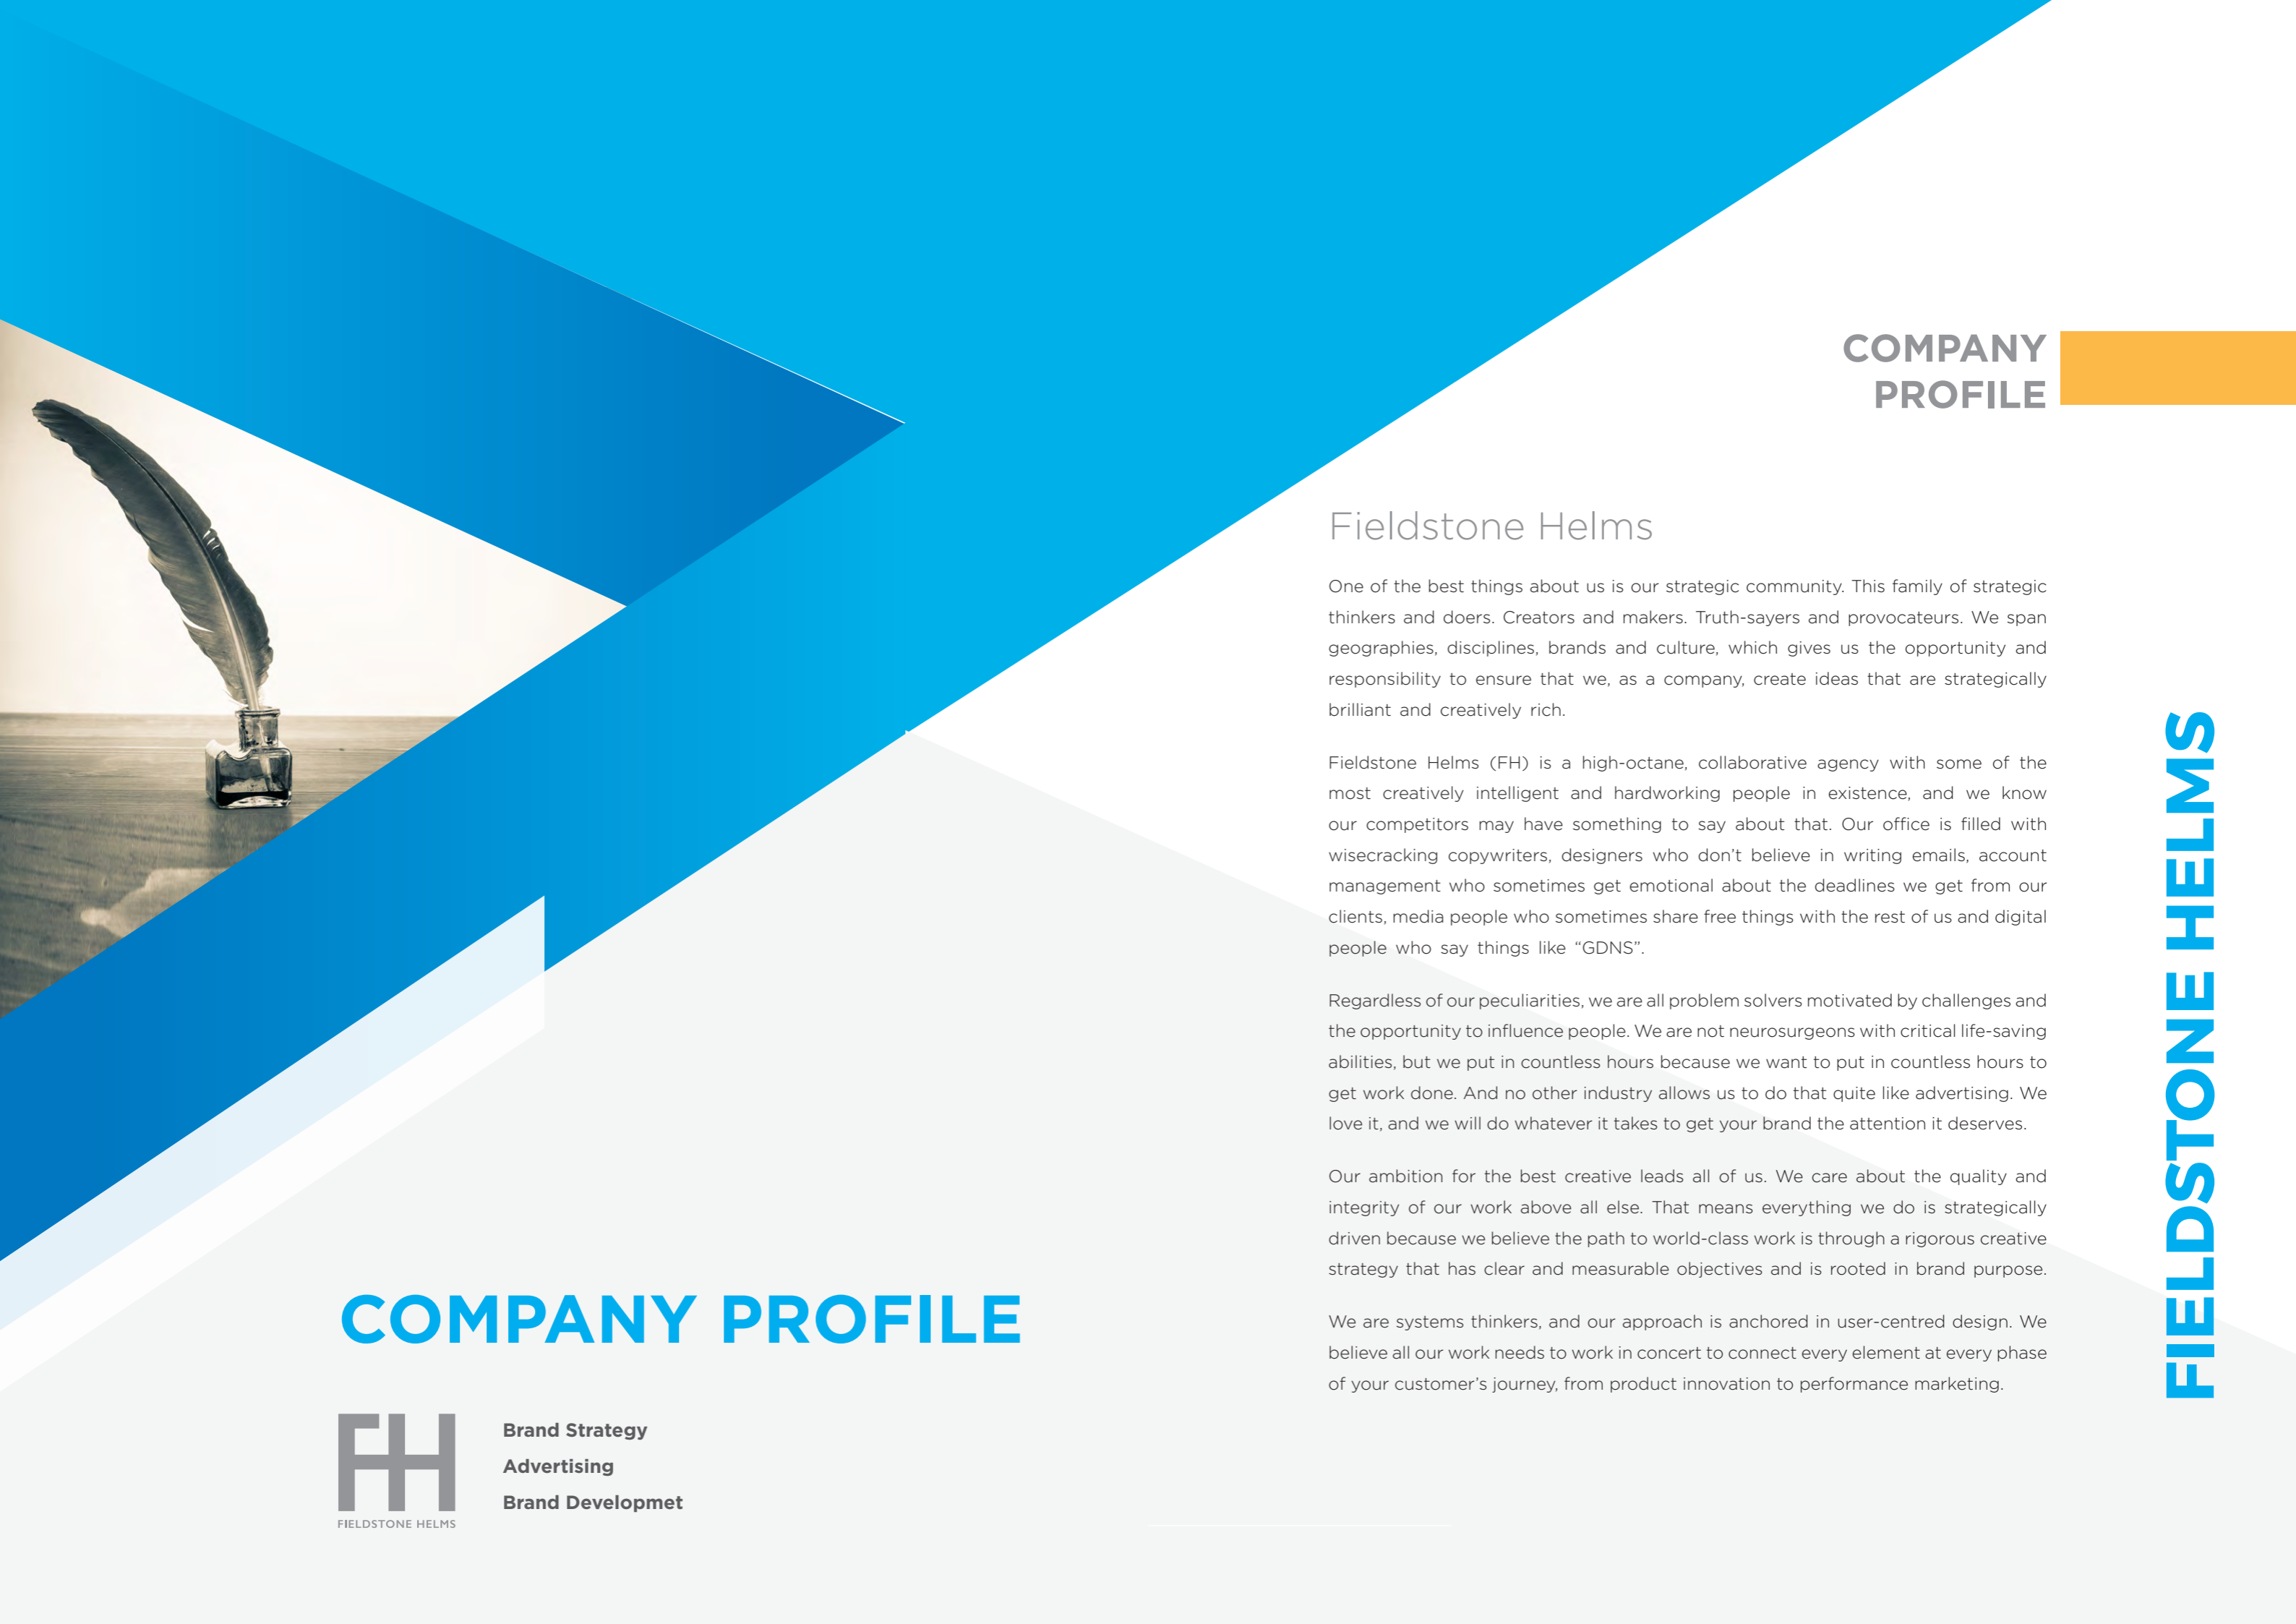 COMPANY PROFILE
FIELDSTONE HELMS
Brand Strategy
Advertising
Brand Developmet
COMPANY
PROFILE
Fieldstone Helms
One of the best things about us is our strategic community. This family of strategic
thinkers and doers. Creators and makers. Truth-sayers and provocateurs. We span
geographies, disciplines, brands and culture, which gives us the opportunity and
responsibility to ensure that we, as a company, create ideas that are strategically
brilliant and creatively rich.
Fieldstone Helms (FH) is a high-octane, collaborative agency with some of the
most creatively intelligent and hardworking people in existence, and we know
our competitors may have something to say about that. Our office is filled with
wisecracking copywriters, designers who don’t believe in writing emails, account
management who sometimes get emotional about the deadlines we get from our
clients, media people who sometimes share free things with the rest of us and digital
people who say things like “GDNS”.
Regardless of our peculiarities, we are all problem solvers motivated by challenges and
the opportunity to influence people. We are not neurosurgeons with critical life-saving
abilities, but we put in countless hours because we want to put in countless hours to
get work done. And no other industry allows us to do that quite like advertising. We
love it, and we will do whatever it takes to get your brand the attention it deserves.
Our ambition for the best creative leads all of us. We care about the quality and
integrity of our work above all else. That means everything we do is strategically
driven because we believe the path to world-class work is through a rigorous creative
strategy that has clear and measurable objectives and is rooted in brand purpose.
We are systems thinkers, and our approach is anchored in user-centred design. We
believe all our work needs to work in concert to connect every element at every phase
of your customer’s journey, from product innovation to performance marketing.
FIELDSTONE HELMS